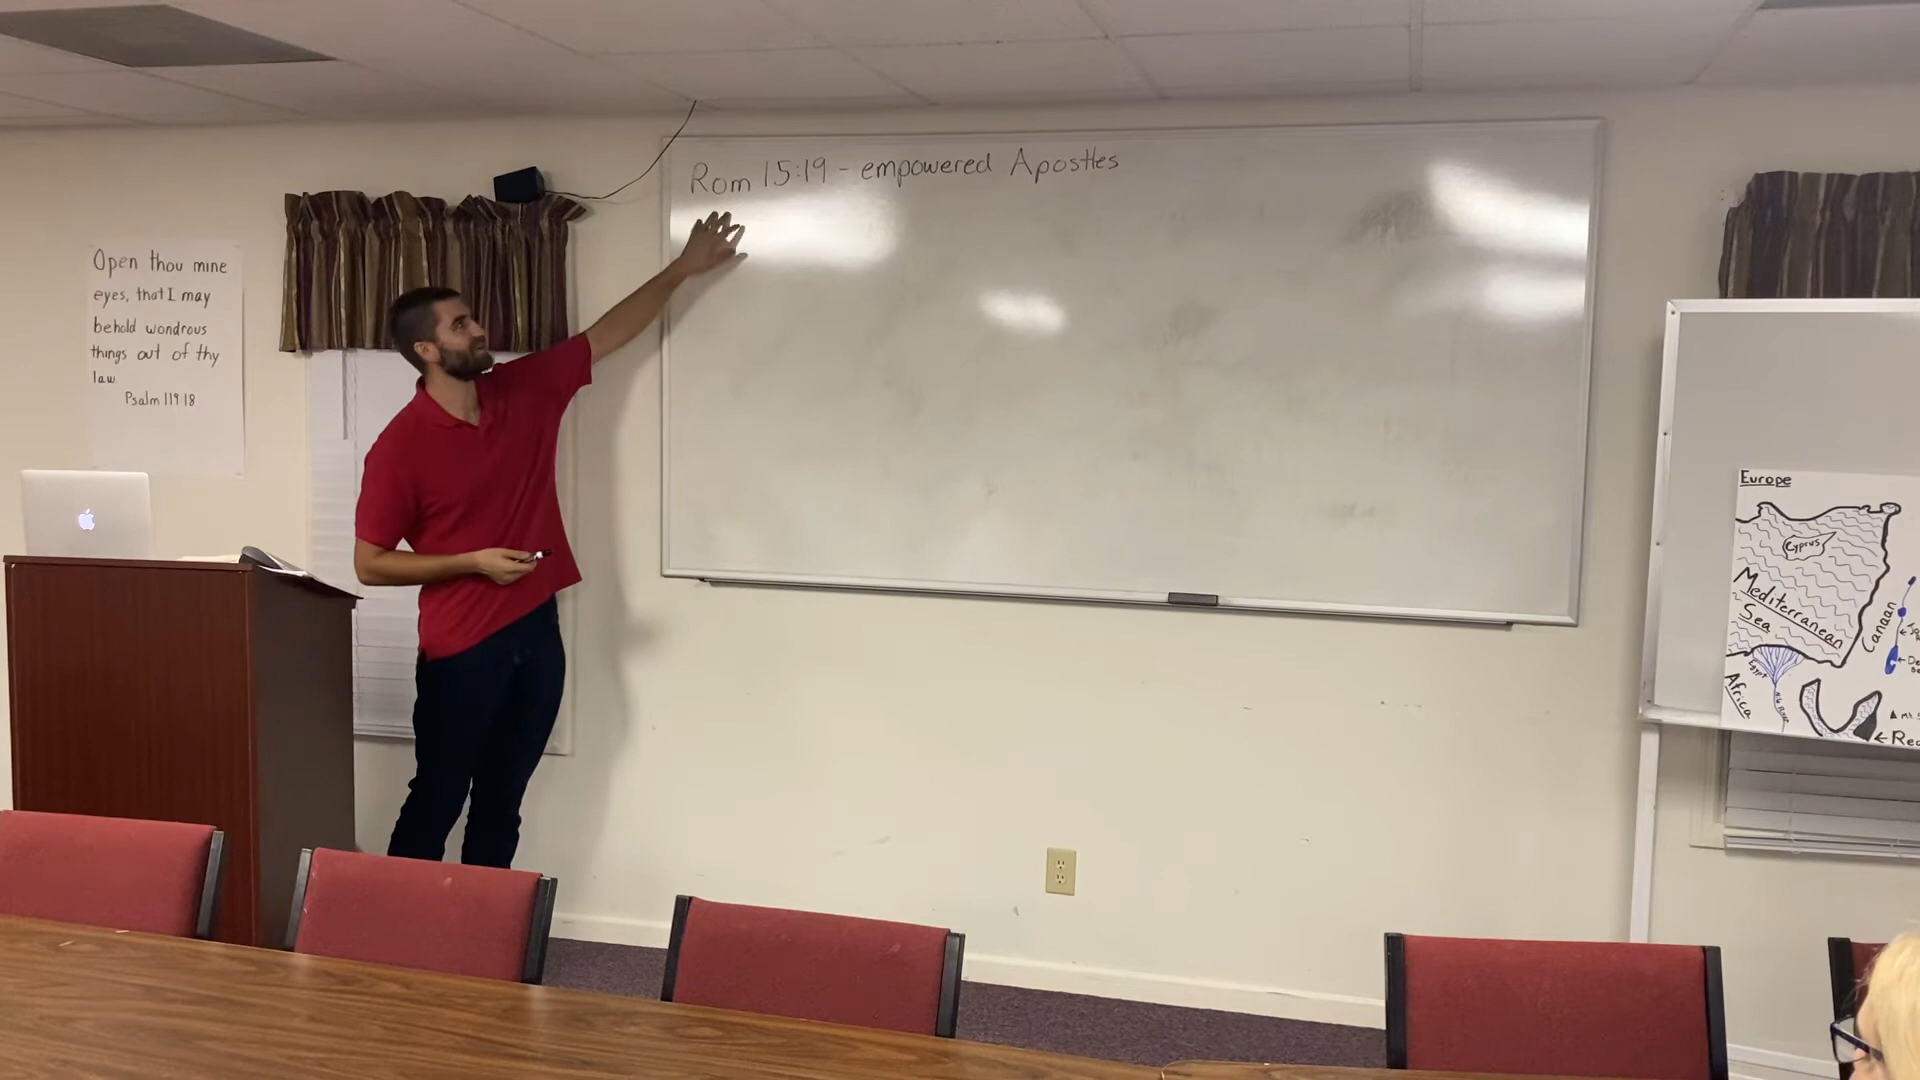 Rom 15:19 - empowered Apostles
Open thou mine
eyes, that I may
behold wondrous
things out of thy
law.
Psalm 119:18
Europe
Cyprus
Mediterranean
Sea
Canaan
Egypt
Africa